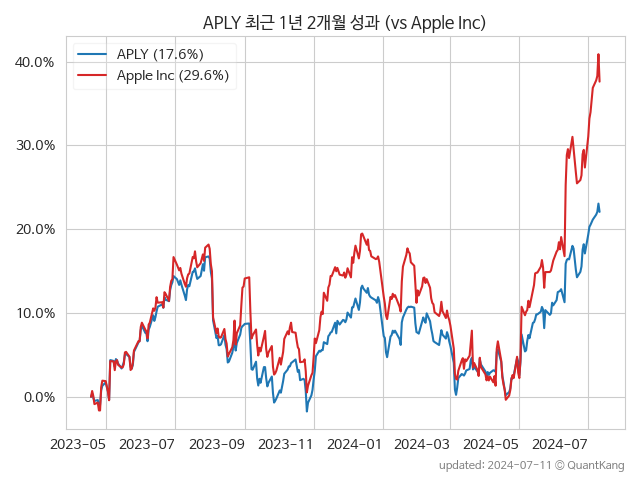 APLY 최근 1년 2개월 성과 (vs Apple Inc)
APLY (17.6%)
Apple Inc (29.6%)
40.0%
30.0%
20.0%
10.0%
0.0%
2023-05 2023-07 2023-09 2023-11 2024-01 2024-03 2024-05 2024-07
updated: 2024-07-11 © QuantKang